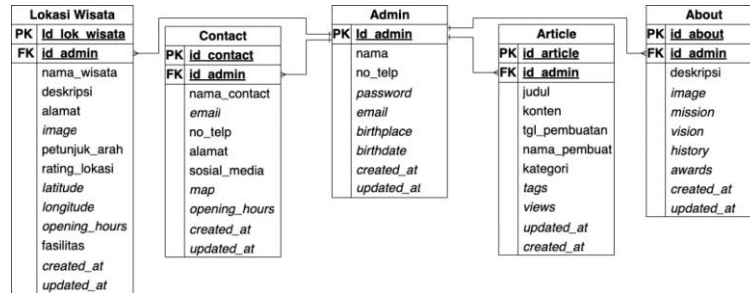 Lokasi Wisata
PK Id_lok_wisata
FK id_admin
nama_wisata
deskripsi
alamat
image
petunjuk_arah
rating_lokasi
latitude
longitude
opening_hours
fasilitas
created_at
updated_at
Contact
PK id_contact
FK id_admin
nama_contact
email
no_telp
alamat
sosial_media
map
opening_hours
created_at
updated_at
Admin
PK Id_admin
nama
no_telp
password
email
birthplace
birthdate
created_at
updated_at
Article
PK id_article
FK id_admin
judul
konten
tgl_pembuatan
nama_pembuat
kategori
tags
views
updated_at
created_at
About
PK id_about
FK id_admin
deskripsi
image
mission
vision
history
awards
created_at
updated_at